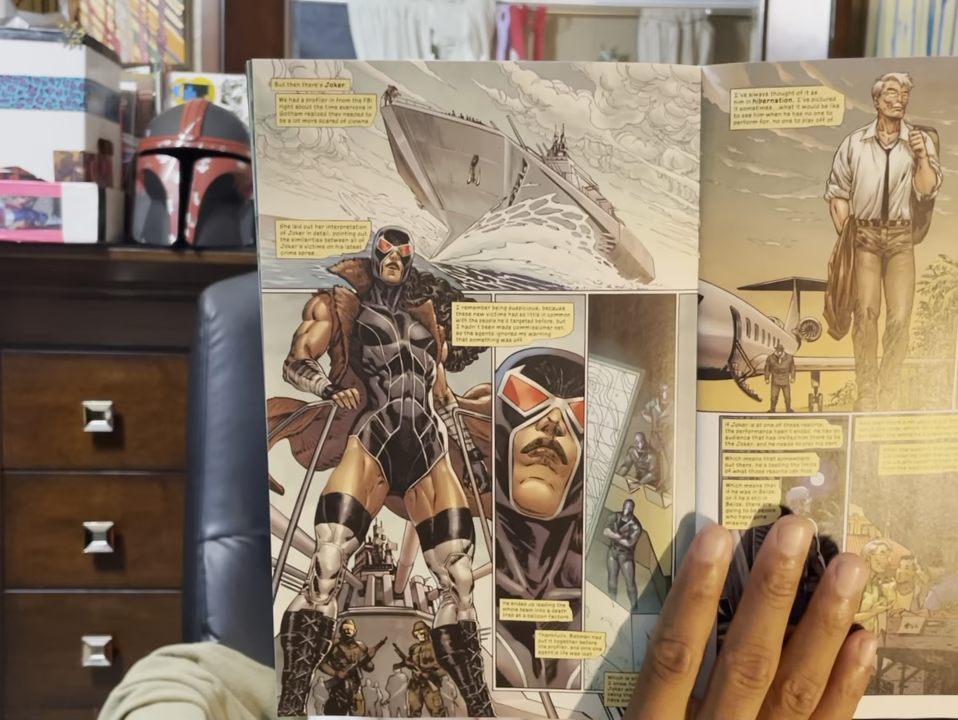 But then there's Joker.
We had a profiler in from the FBI
right about the time everyone in
Gotham realized they needed to
be a lot more scared of clowns.
She laid out her interpretation
of Joker in detail, pointing out
the similarities between all of
Joker's victims on his latest
crime spree.
I remember being suspicious, because
these new victims had so little in common
with the people he'd targeted before, but
I hadn't been made commissioner yet,
so the agents ignored my warning
that something was off.
He ended up leading the
whole team into a death
trap at a balloon factory.
Thankfully, Batman had
put it together before
the profiler, and only one
agent's life was lost.
Which is
I knew
Joker
I've always thought of it as
him in hibernation. I've pictured
it sometimes...what it would be like
to see him when he has no one to
perform for, no one to play off of.
If Joker is at one of those resorts,
the performance hasn't ended. He has an
audience that has invited him there to be
the Joker, and he needs to play his part.
Which means that somewhere
out there, he's testing the limits
of what those resorts can hide.
Which means that
if he was in Belize,
or if he's still in
Belize, there are
going to be people
who have gone
missing.